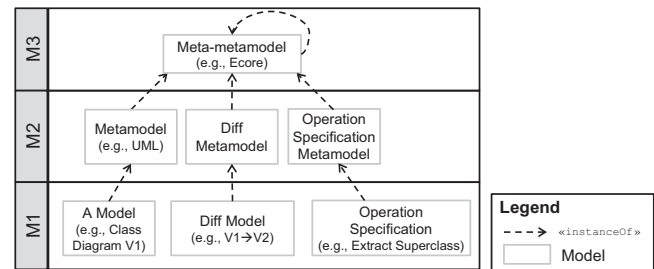 M3
Meta-metamodel
(e.g., Ecore)
M2
Metamodel
(e.g., UML)
Diff
Metamodel
Operation
Specification
Metamodel
M1
A Model
(e.g., Class
Diagram V1)
Diff Model
(e.g., V1→V2)
Operation
Specification
(e.g., Extract Superclass)
Legend
«instanceOf»
Model